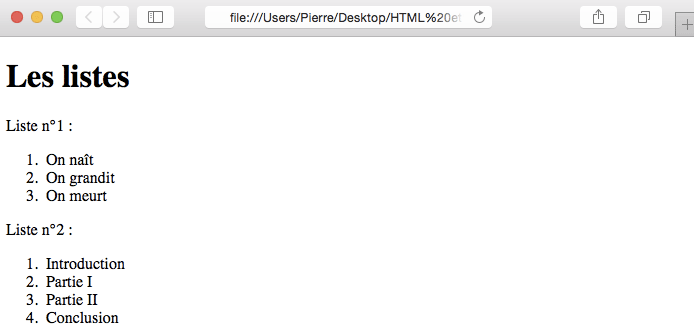 file:///Users/Pierre/Desktop/HTML%20et
Les listes
Liste n°1 :
1. On naît
2. On grandit
3. On meurt
Liste n°2 :
1. Introduction
2. Partie I
3. Partie II
4. Conclusion